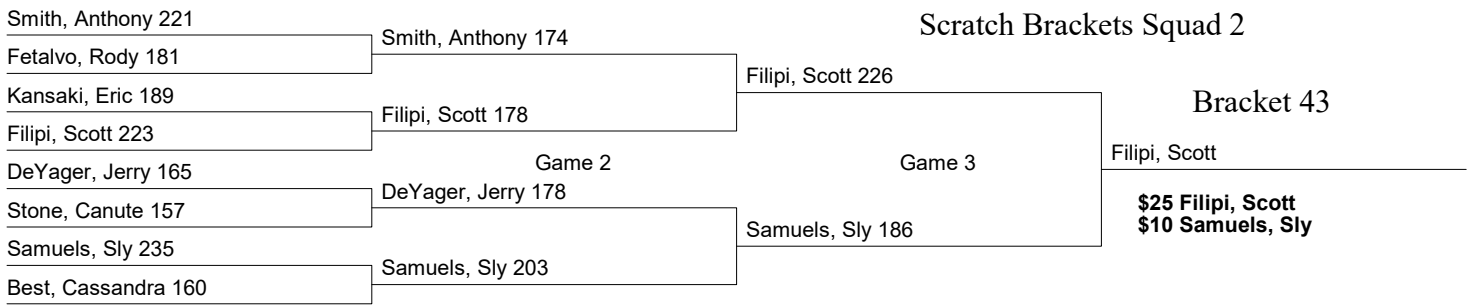 Scratch Brackets Squad 2
Bracket 43
Smith, Anthony 221
Fetalvo, Rody 181
Kansaki, Eric 189
Filipi, Scott 223
DeYager, Jerry 165
Stone, Canute 157
Samuels, Sly 235
Best, Cassandra 160
Smith, Anthony 174
Filipi, Scott 178
Game 2
DeYager, Jerry 178
Samuels, Sly 203
Filipi, Scott 226
Game 3
Samuels, Sly 186
Filipi, Scott
$25 Filipi, Scott
$10 Samuels, Sly